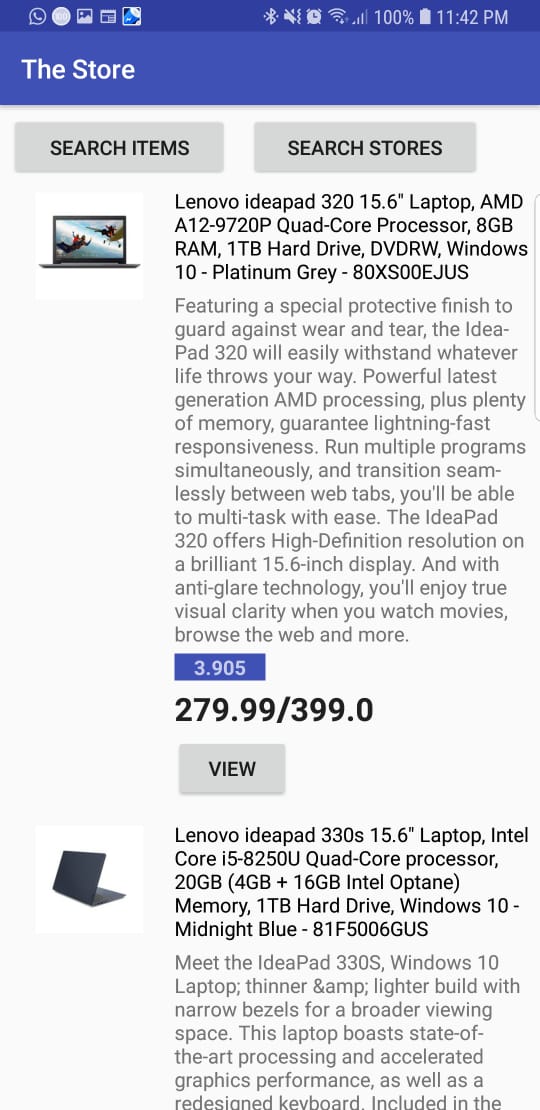 100% 11:42 PM
The Store
SEARCH ITEMS SEARCH STORES
Lenovo ideapad 320 15.6" Laptop, AMD
A12-9720P Quad-Core Processor, 8GB
RAM, 1TB Hard Drive, DVDRW, Windows
10 - Platinum Grey - 80XS00EJUS
Featuring a special protective finish to
guard against wear and tear, the Idea-
Pad 320 will easily withstand whatever
life throws your way. Powerful latest
generation AMD processing, plus plenty
of memory, guarantee lightning-fast
responsiveness. Run multiple programs
simultaneously, and transition seam-
lessly between web tabs, you'll be able
to multi-task with ease. The IdeaPad
320 offers High-Definition resolution on
a brilliant 15.6-inch display. And with
anti-glare technology, you'll enjoy true
visual clarity when you watch movies,
browse the web and more.
3.905
279.99/399.0
VIEW
Lenovo ideapad 330s 15.6" Laptop, Intel
Core i5-8250U Quad-Core processor,
20GB (4GB + 16GB Intel Optane)
Memory, 1TB Hard Drive, Windows 10 -
Midnight Blue - 81F5006GUS
Meet the IdeaPad 330S, Windows 10
Laptop; thinner &amp; lighter build with
narrow bezels for a broader viewing
space. This laptop boasts state-of-
the-art processing and accelerated
graphics performance, as well as a
redesigned keyboard. Included in the